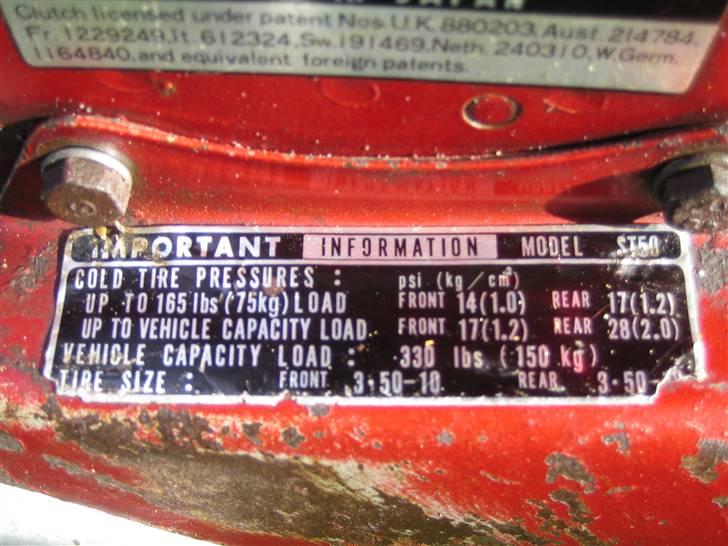 JAPAN
Clutch licensed under patent Nos. U.K. 880203, Aust. 214784,
Fr. 1229249, It. 612324, Sw. 191469, Neth. 240310, W. Germ.
1164840, and equivalent foreign patents.
IMPORTANT INFORMATION MODEL ST50
COLD TIRE PRESSURES : psi (kg/cm²)
UP TO 165 lbs (75kg) LOAD FRONT 14(1.0) REAR 17(1.2)
UP TO VEHICLE CAPACITY LOAD FRONT 17(1.2) REAR 28(2.0)
VEHICLE CAPACITY LOAD : 330 lbs (150 kg)
TIRE SIZE : FRONT 3·50-10 REAR 3·50-